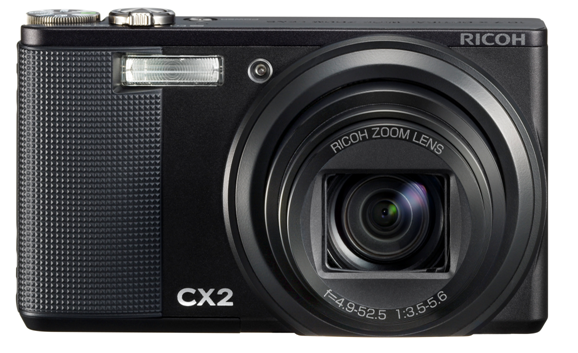 RICOH
RICOH ZOOM LENS
CX2
f=4.9-52.5 1:3.5-5.6